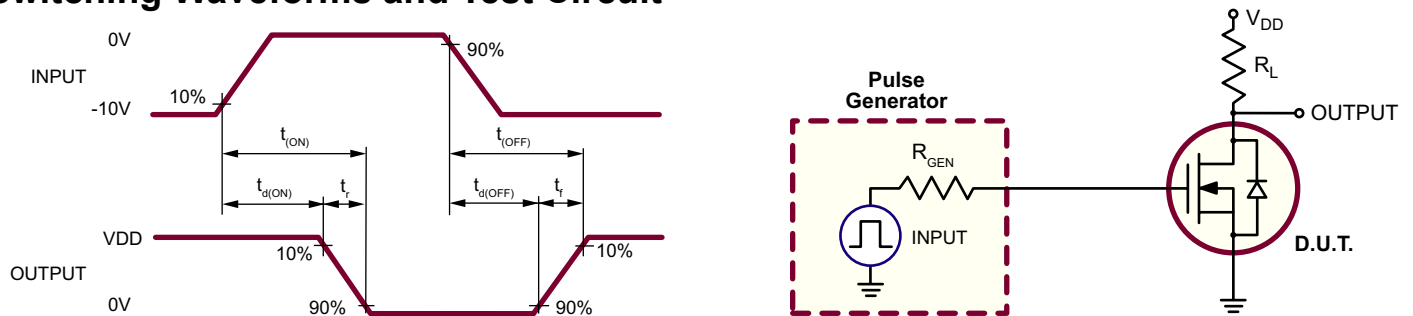 Switching Waveforms and Test Circuit
0V
INPUT
-10V
10%
90%
t(ON)
t(OFF)
td(ON)
tr
td(OFF)
tf
VDD
OUTPUT
0V
10%
90%
10%
90%
Pulse
Generator
RGEN
INPUT
VDD
RL
OUTPUT
D.U.T.